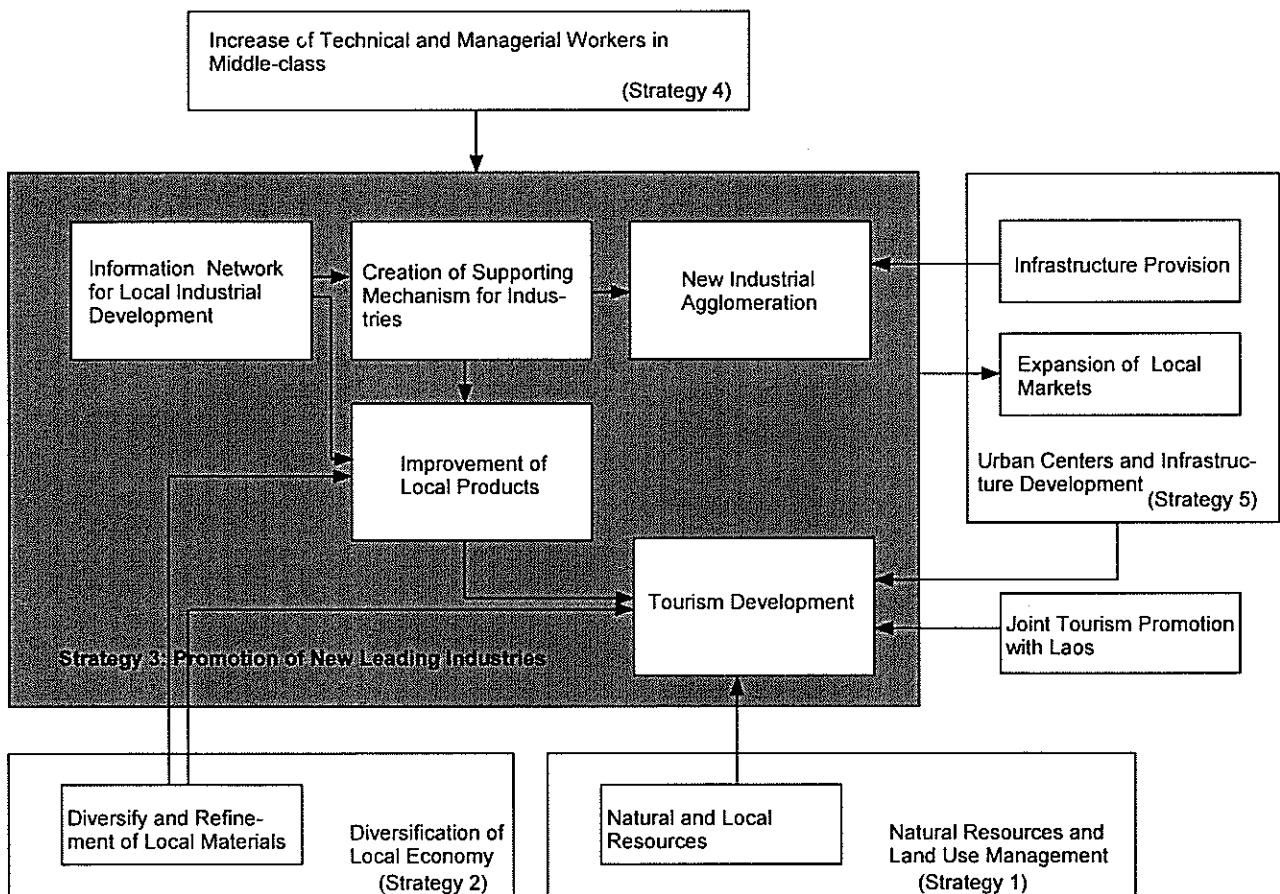 Increase of Technical and Managerial Workers in
Middle-class
(Strategy 4)
Information Network
for Local Industrial
Development
Creation of Supporting
Mechanism for Indus-
tries
New Industrial
Agglomeration
Infrastructure Provision
Expansion of Local
Markets
Urban Centers and Infrastruc-
ture Development
(Strategy 5)
Improvement of
Local Products
Tourism Development
Joint Tourism Promotion
with Laos
Strategy 3: Promotion of New Leading Industries
Diversify and Refine-
ment of Local Materials
Diversification of
Local Economy
(Strategy 2)
Natural and Local
Resources
Natural Resources and
Land Use Management
(Strategy 1)